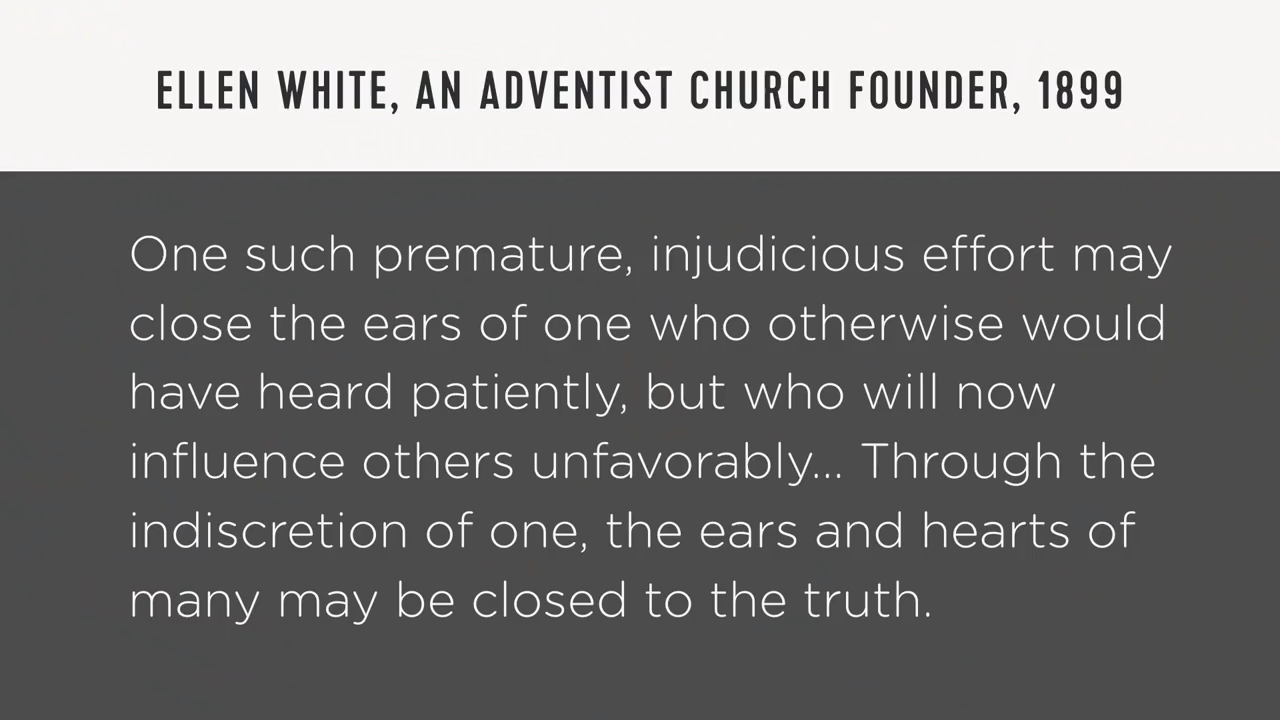 ELLEN WHITE, AN ADVENTIST CHURCH FOUNDER, 1899
One such premature, injudicious effort may
close the ears of one who otherwise would
have heard patiently, but who will now
influence others unfavorably... Through the
indiscretion of one, the ears and hearts of
many may be closed to the truth.